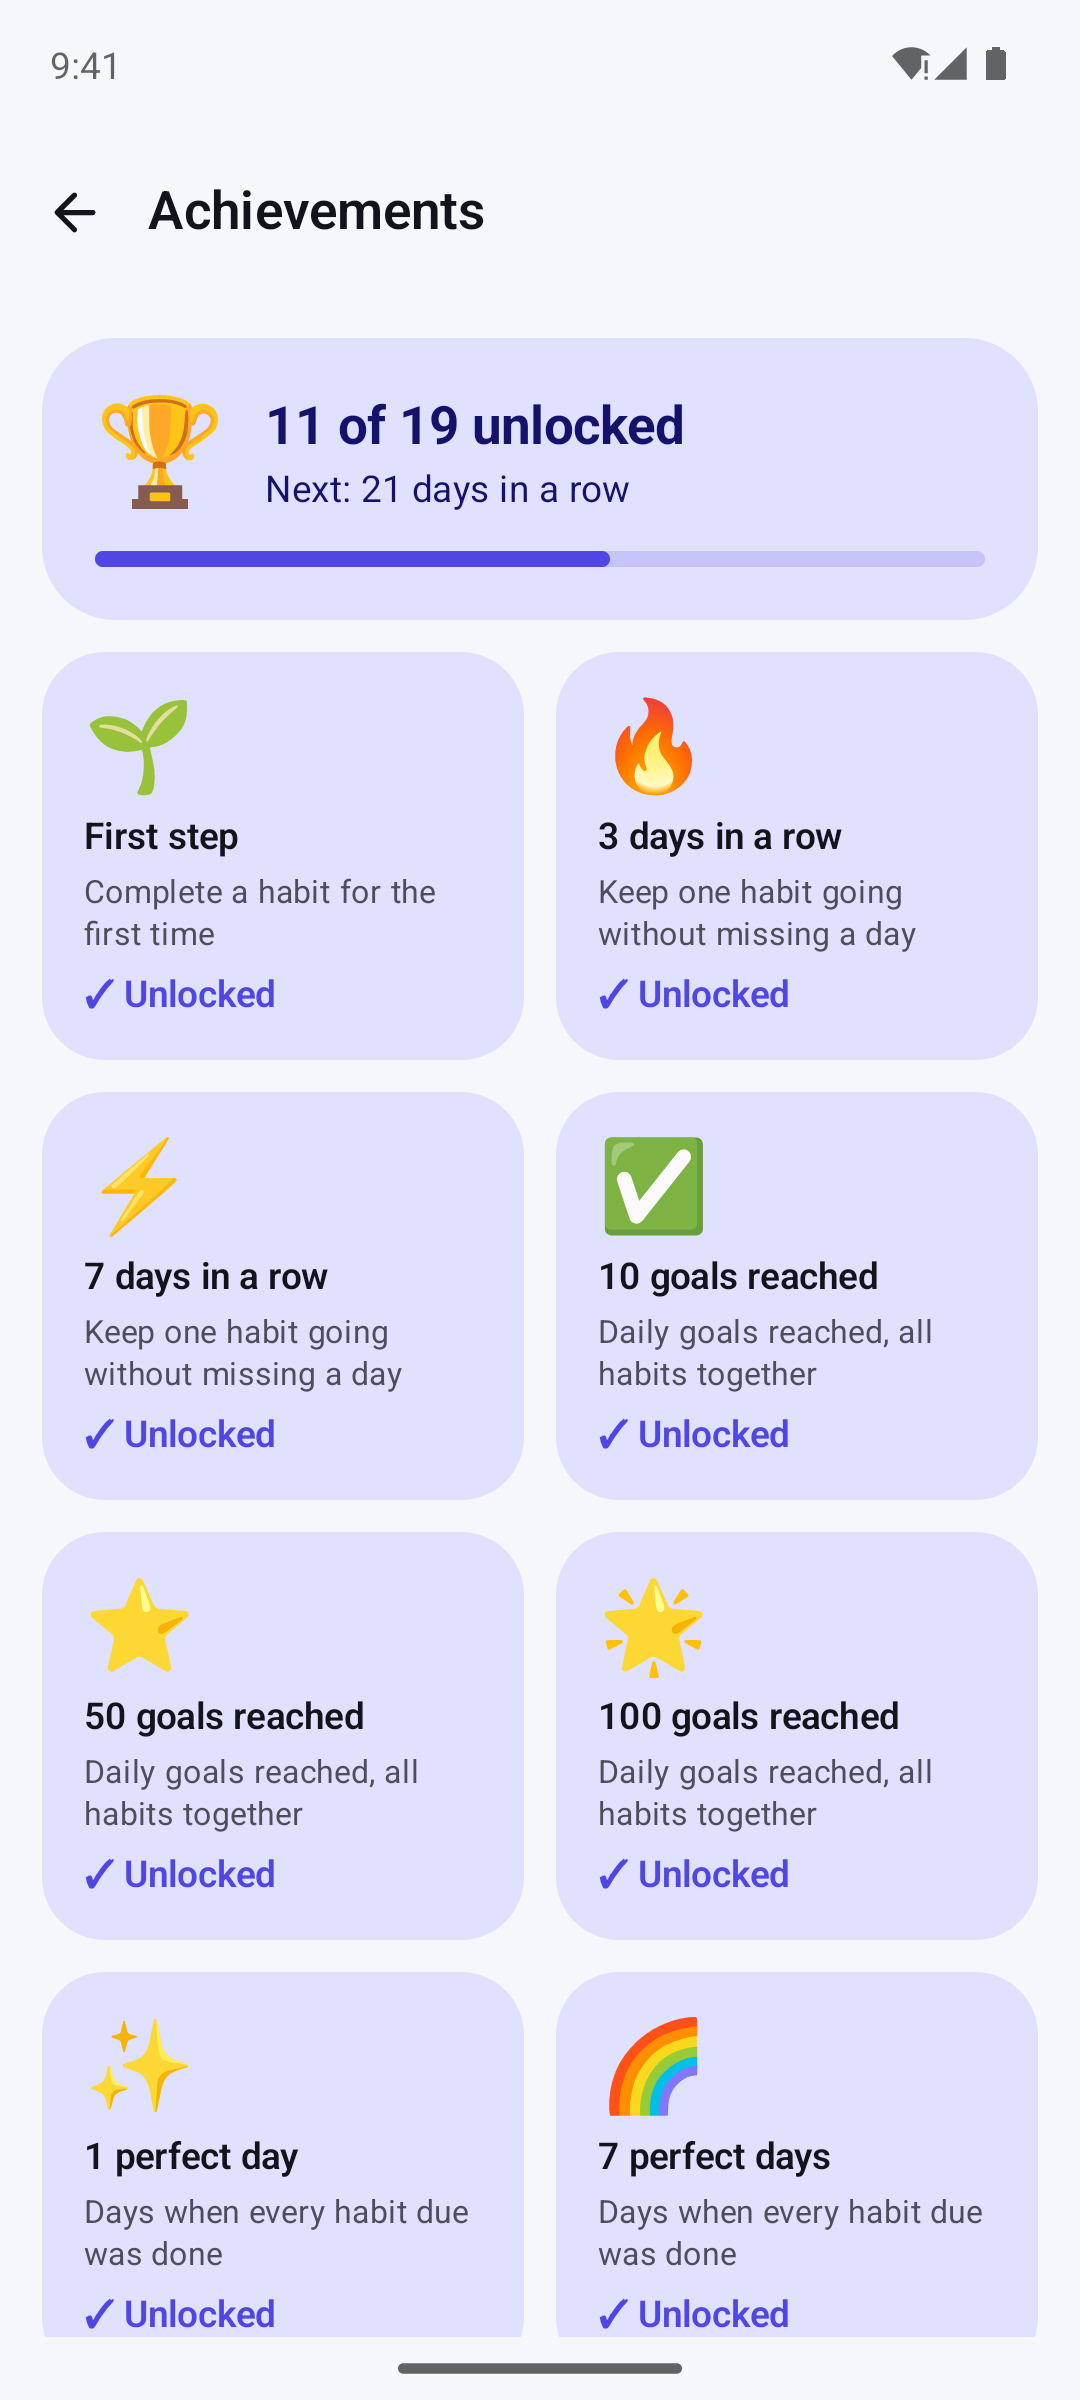 9:41
Achievements
11 of 19 unlocked
Next: 21 days in a row
First step
Complete a habit for the
first time
✓ Unlocked
3 days in a row
Keep one habit going
without missing a day
✓ Unlocked
7 days in a row
Keep one habit going
without missing a day
✓ Unlocked
10 goals reached
Daily goals reached, all
habits together
✓ Unlocked
50 goals reached
Daily goals reached, all
habits together
✓ Unlocked
100 goals reached
Daily goals reached, all
habits together
✓ Unlocked
1 perfect day
Days when every habit due
was done
✓ Unlocked
7 perfect days
Days when every habit due
was done
✓ Unlocked